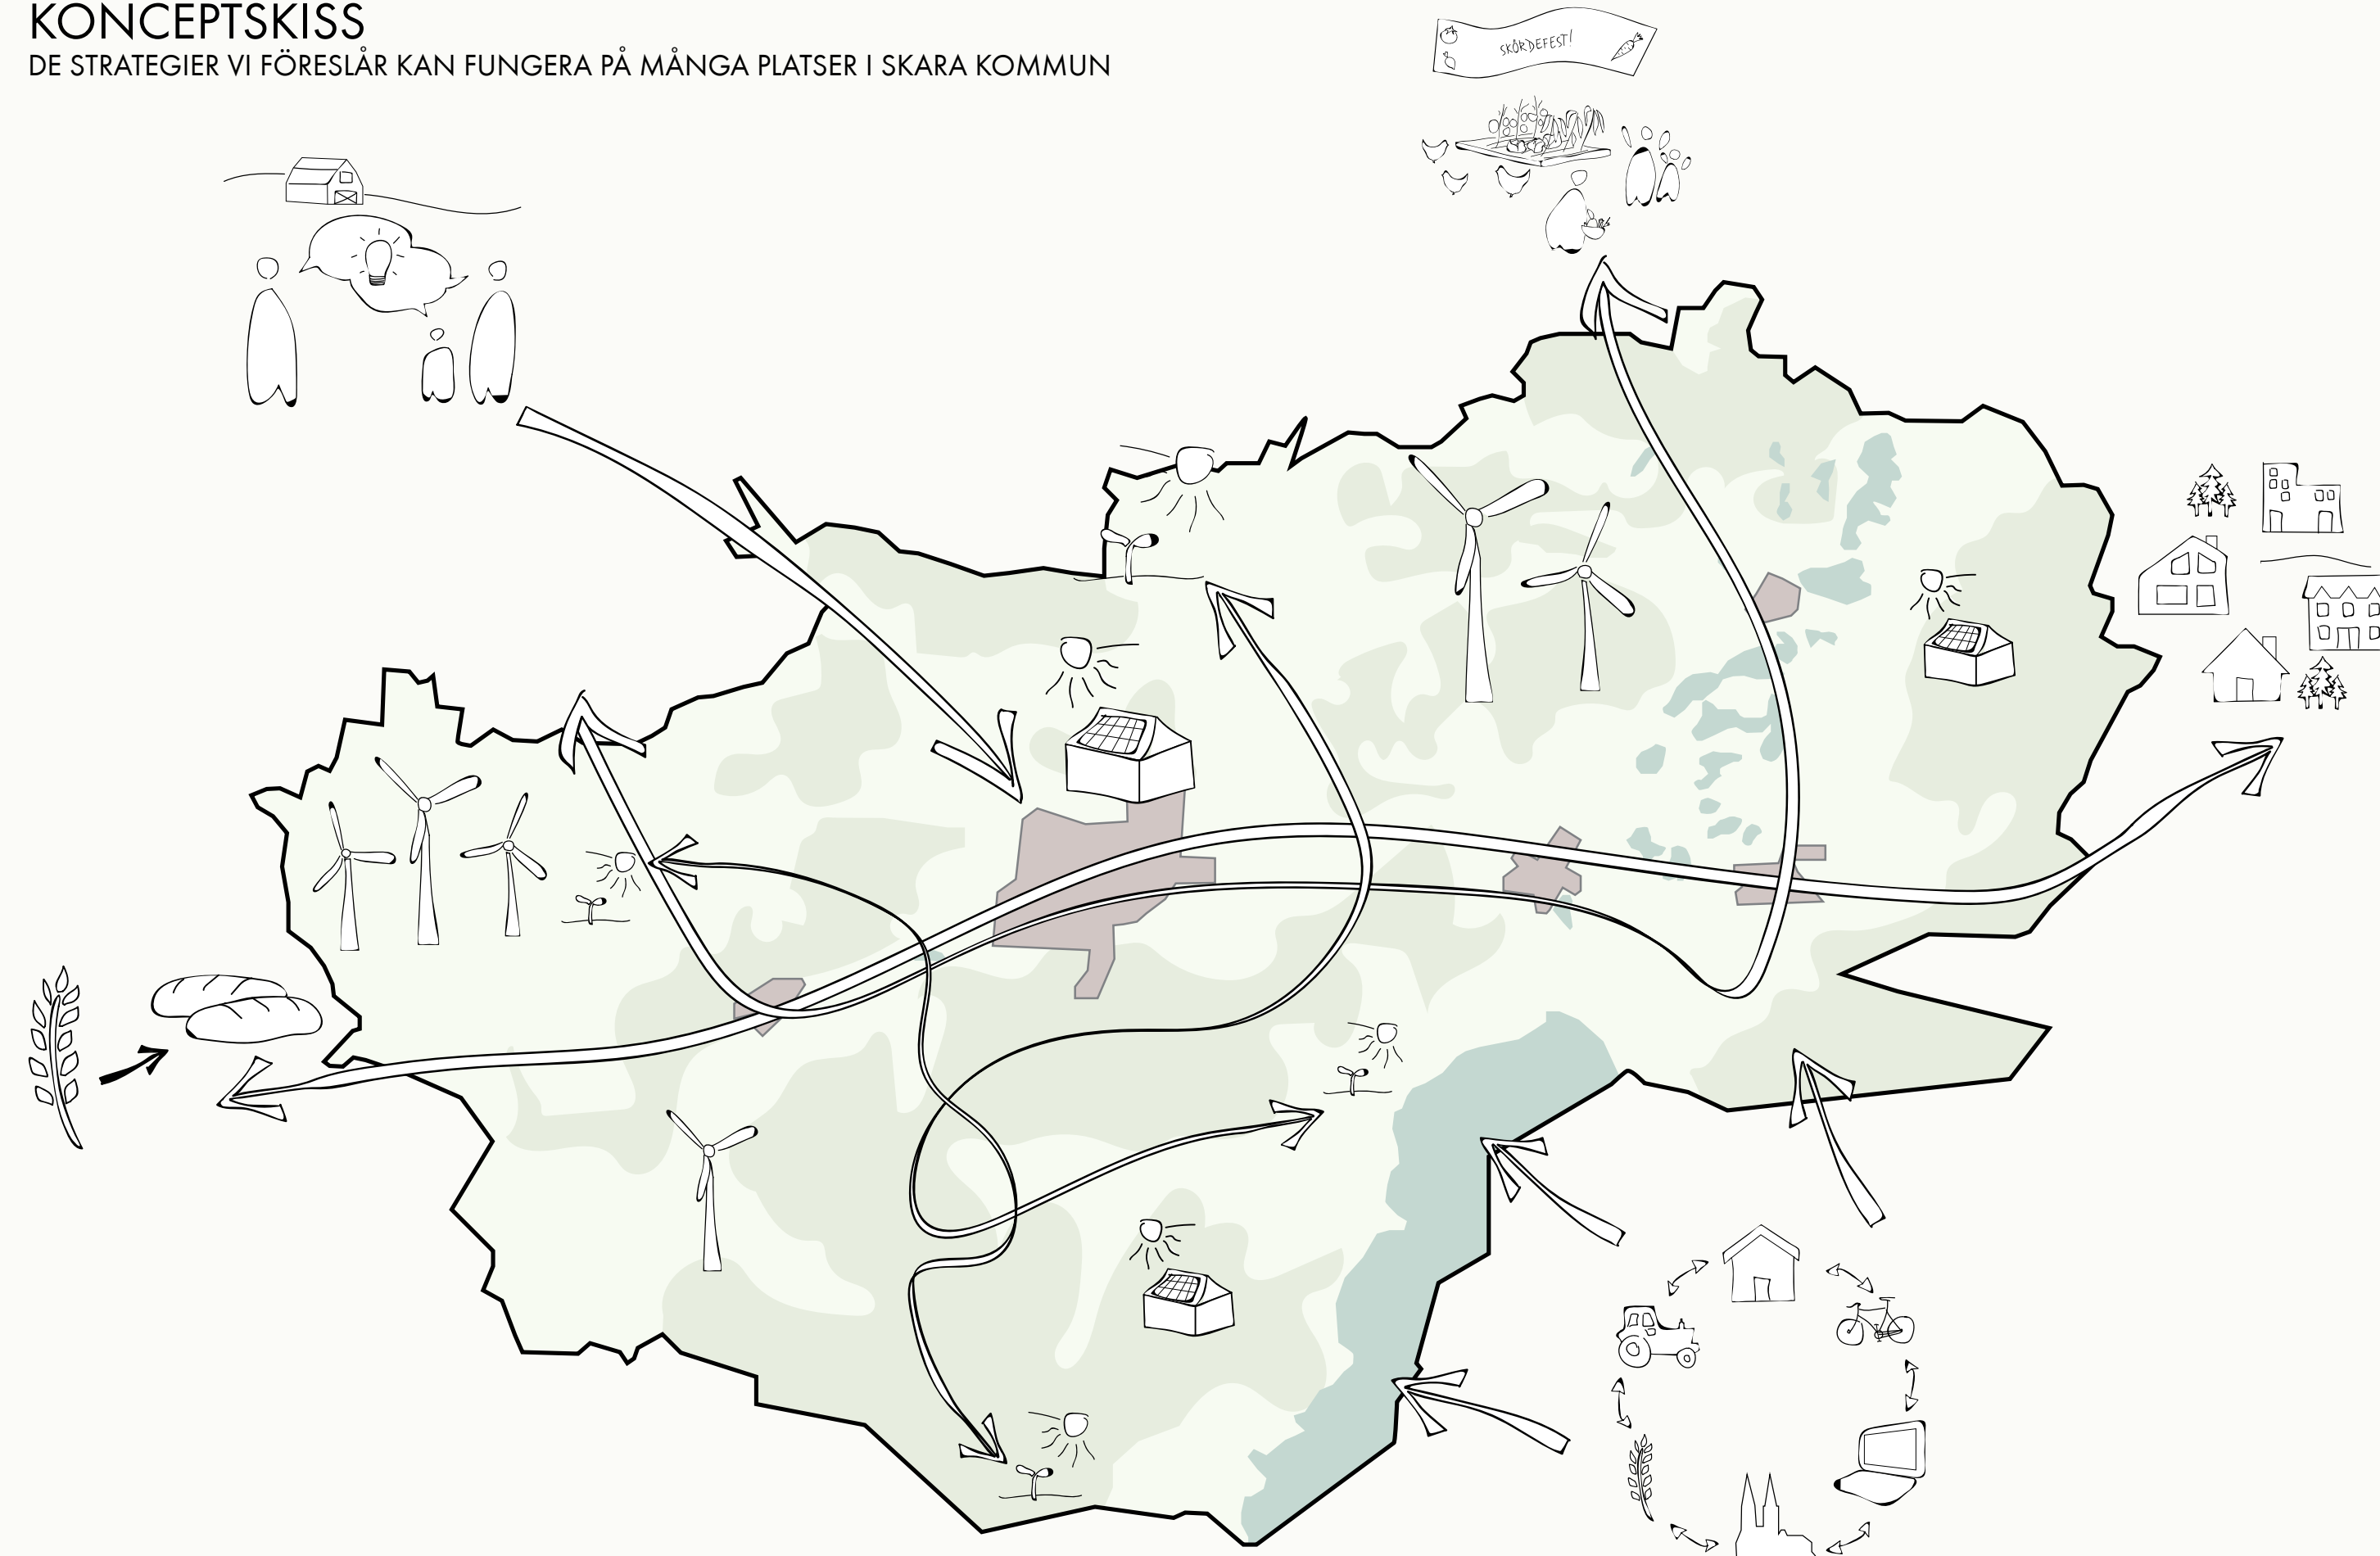 KONCEPTSKISS
DE STRATEGIER VI FÖRESLÅR KAN FUNGERA PÅ MÅNGA PLATSER I SKARA KOMMUN
SKÖRDEFEST!